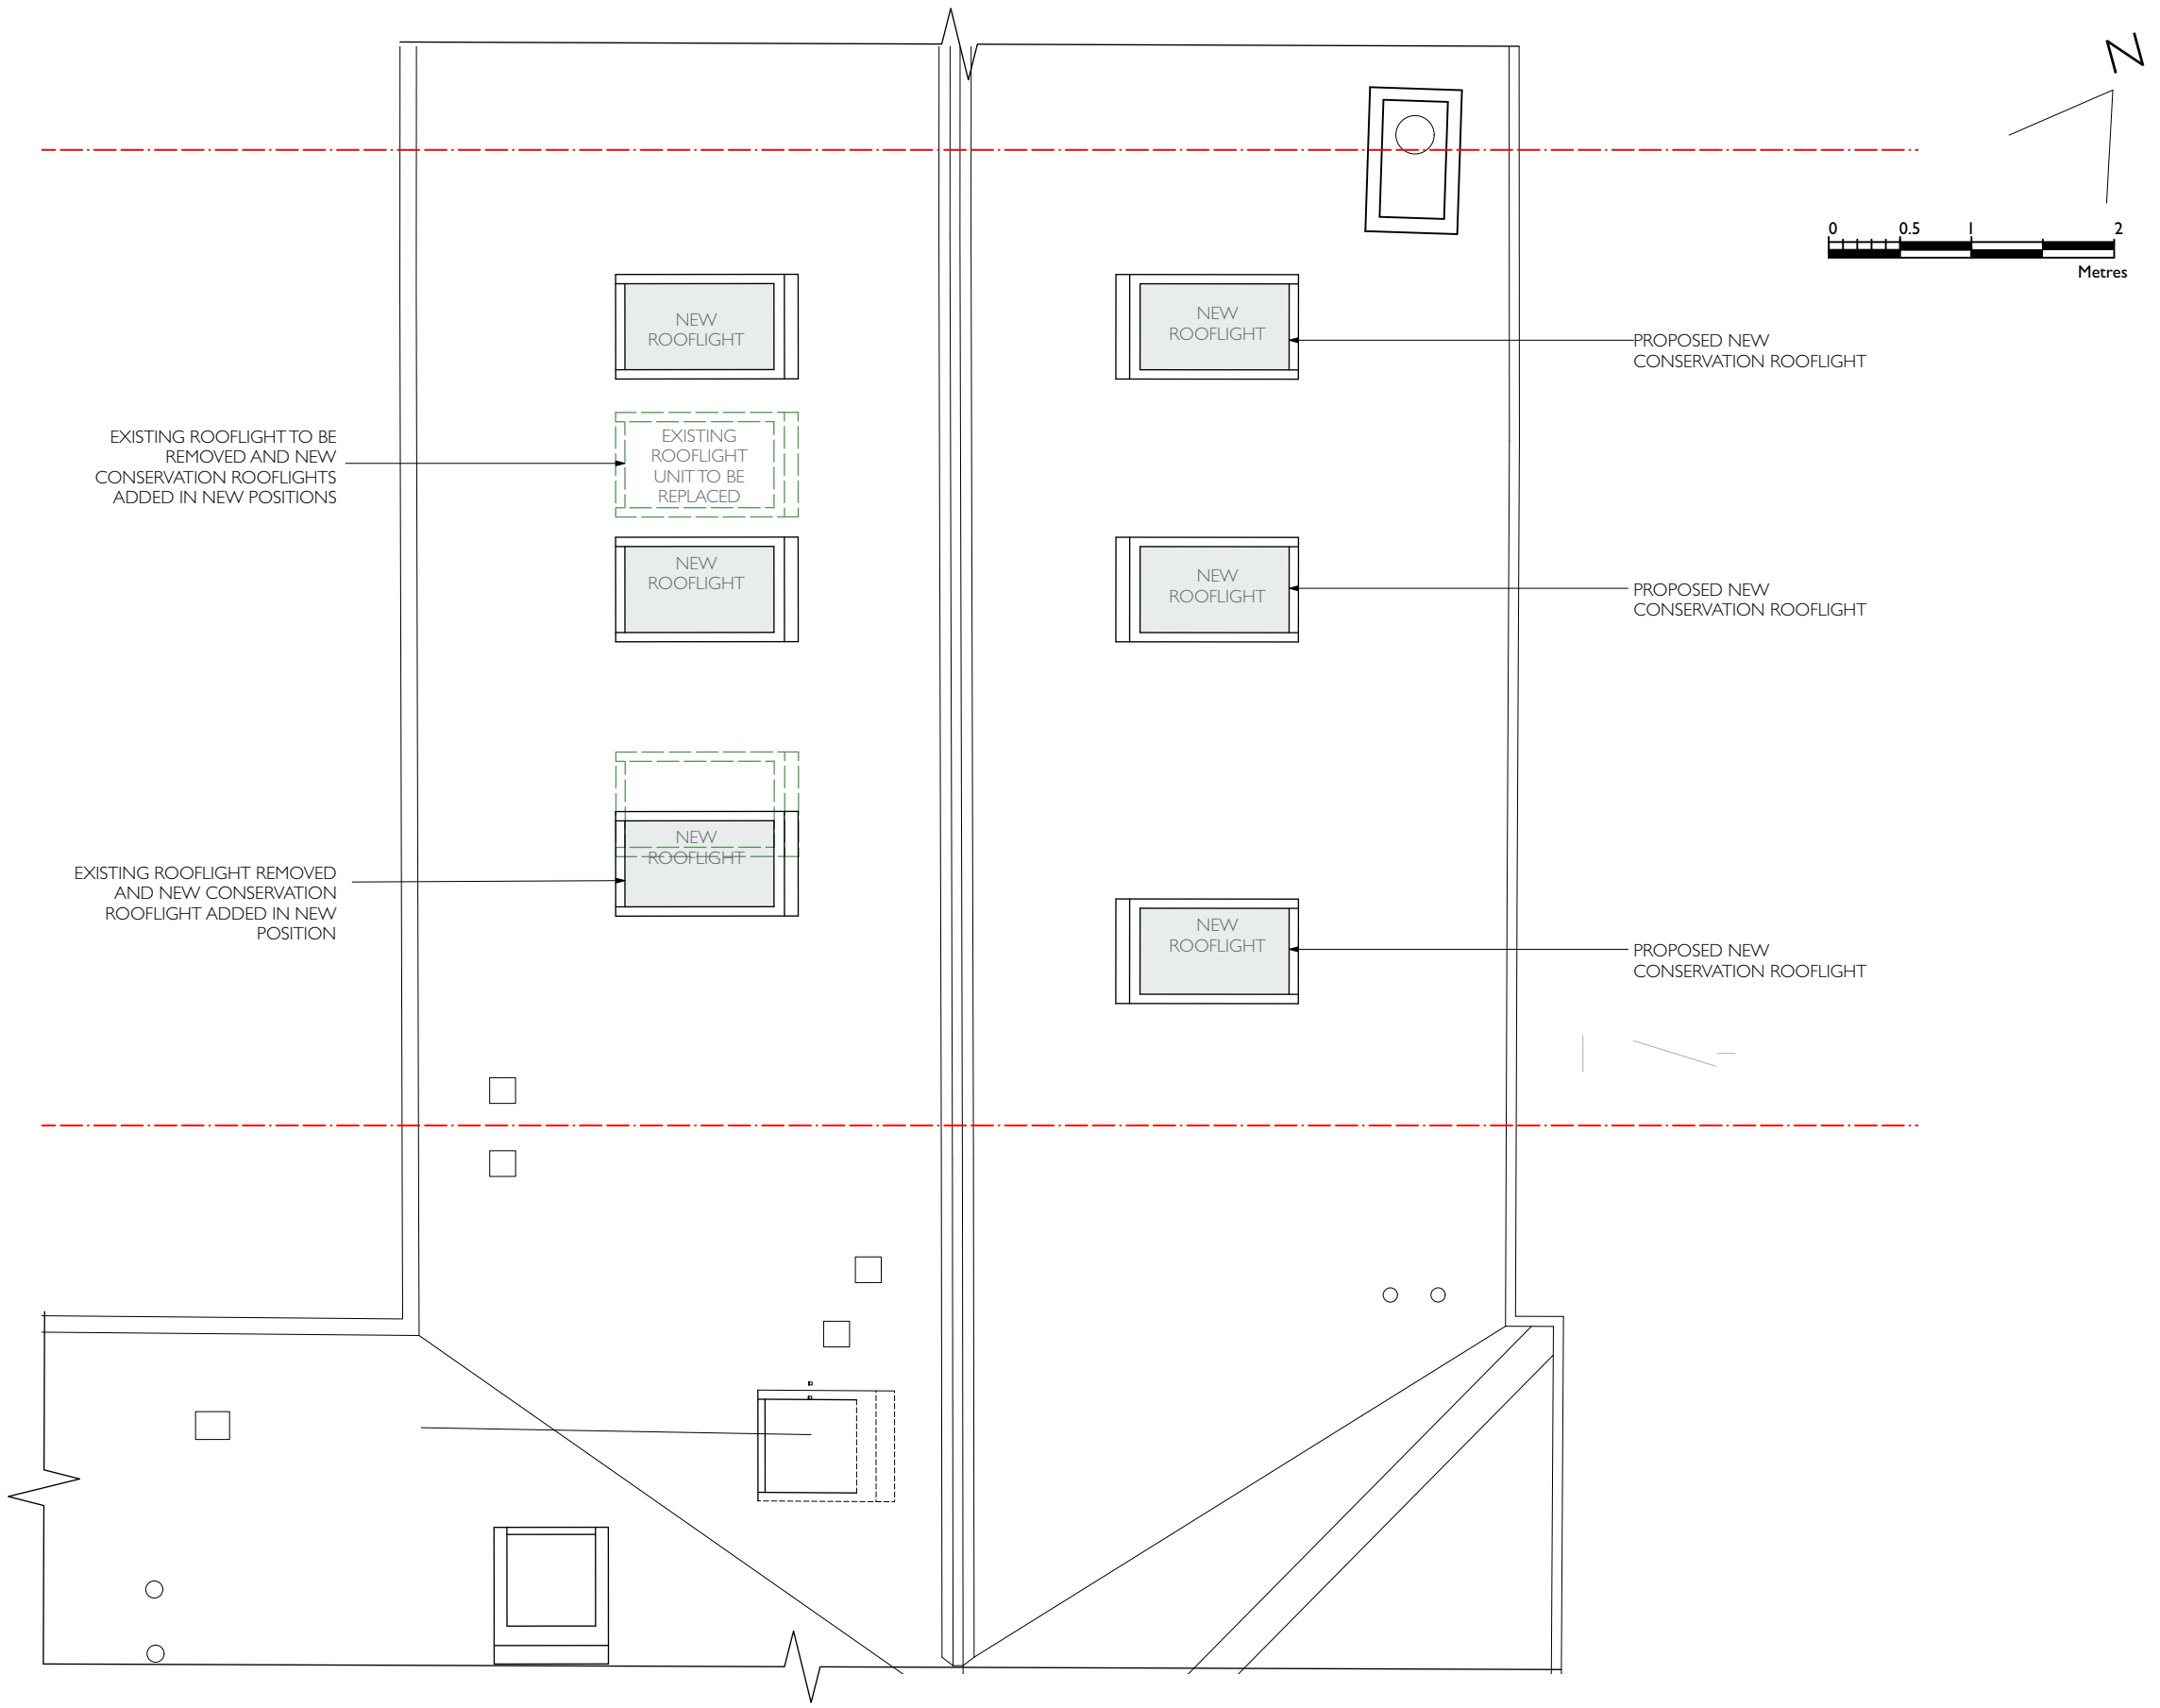 N
0 0.5 1 2
Metres
NEW
ROOFLIGHT
NEW
ROOFLIGHT
PROPOSED NEW
CONSERVATION ROOFLIGHT
EXISTING ROOFLIGHT TO BE
REMOVED AND NEW
CONSERVATION ROOFLIGHTS
ADDED IN NEW POSITIONS
EXISTING
ROOFLIGHT
UNIT TO BE
REPLACED
NEW
ROOFLIGHT
NEW
ROOFLIGHT
PROPOSED NEW
CONSERVATION ROOFLIGHT
NEW
ROOFLIGHT
EXISTING ROOFLIGHT REMOVED
AND NEW CONSERVATION
ROOFLIGHT ADDED IN NEW
POSITION
NEW
ROOFLIGHT
PROPOSED NEW
CONSERVATION ROOFLIGHT